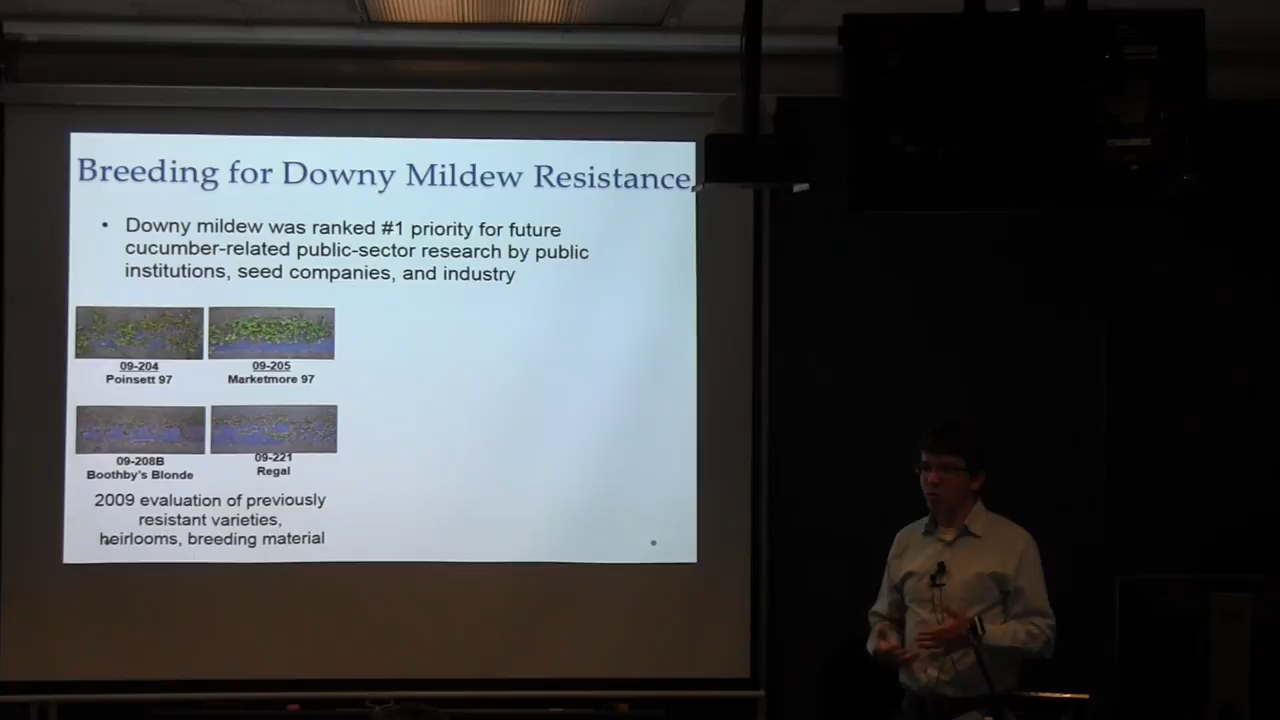 Breeding for Downy Mildew Resistance
• Downy mildew was ranked #1 priority for future
cucumber-related public-sector research by public
institutions, seed companies, and industry
09-204
Poinsett 97
09-205
Marketmore 97
09-208B
Boothby's Blonde
09-221
Regal
2009 evaluation of previously
resistant varieties,
heirlooms, breeding material